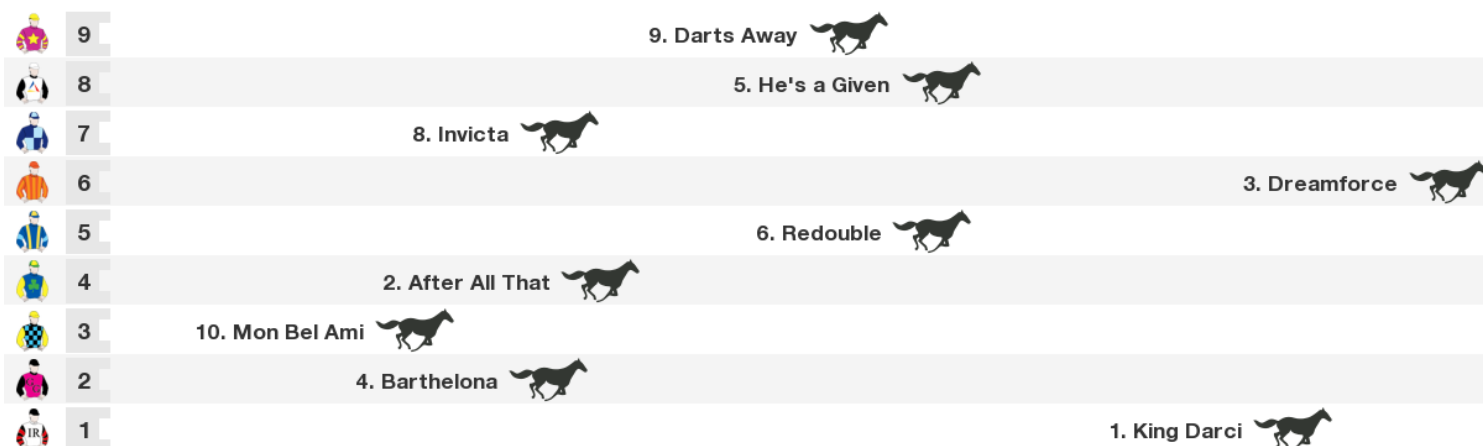 9 9. Darts Away
8 5. He's a Given
7 8. Invicta
6 3. Dreamforce
5 6. Redouble
4 2. After All That
3 10. Mon Bel Ami
2 4. Barthelona
IR 1 1. King Darci